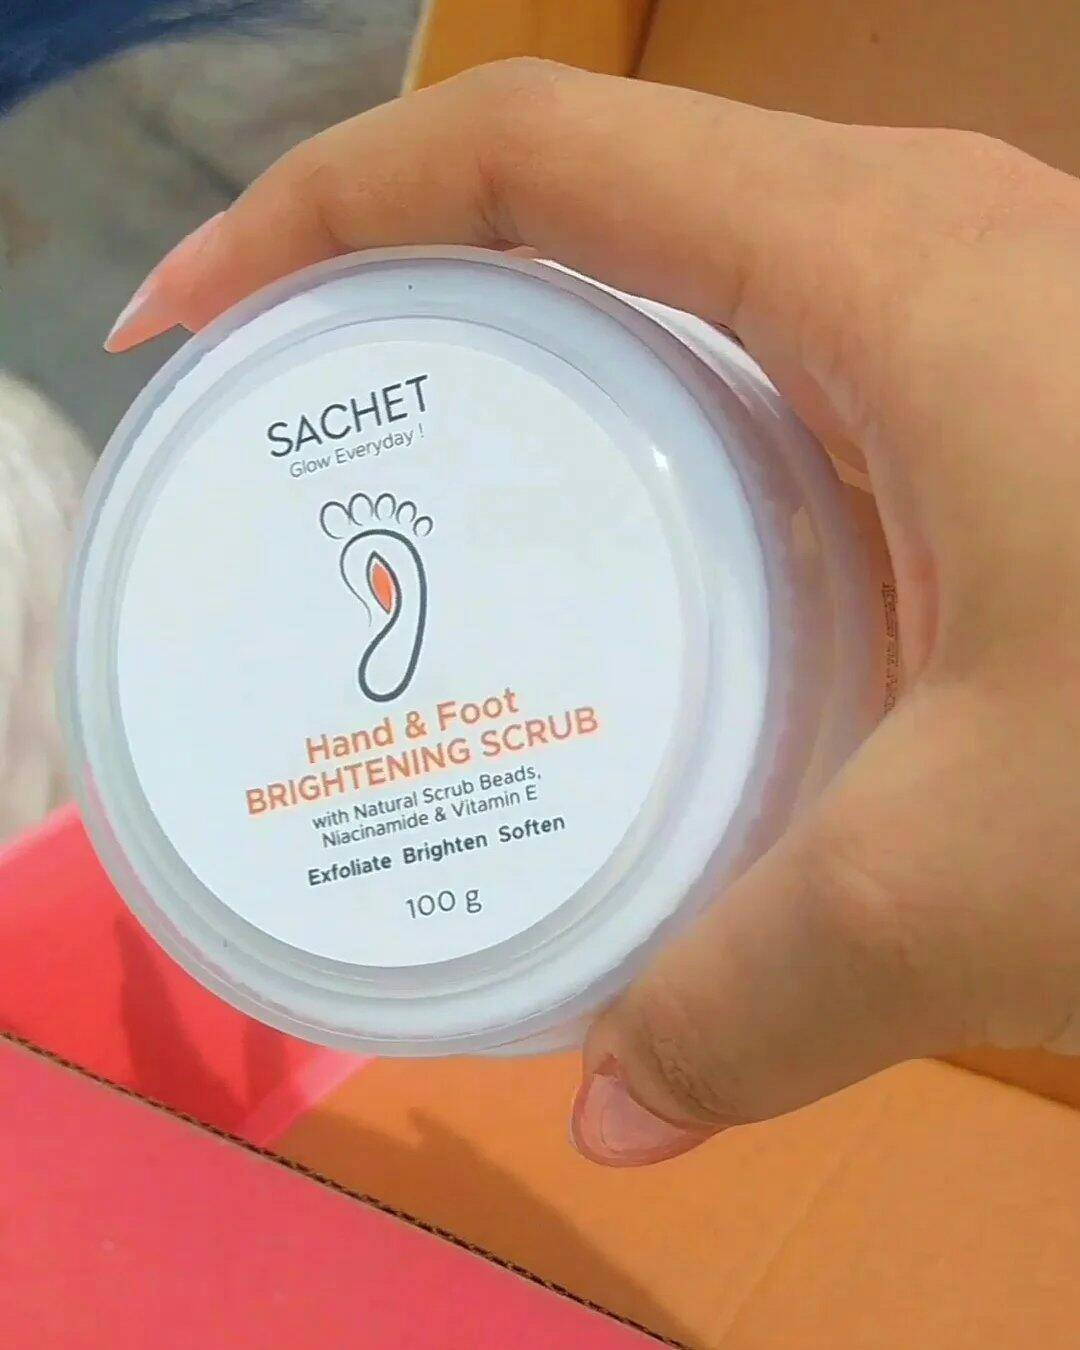 SACHET
Glow Everyday !
Hand & Foot
BRIGHTENING SCRUB
with Natural Scrub Beads,
Niacinamide & Vitamin E
Exfoliate Brighten Soften
100 g